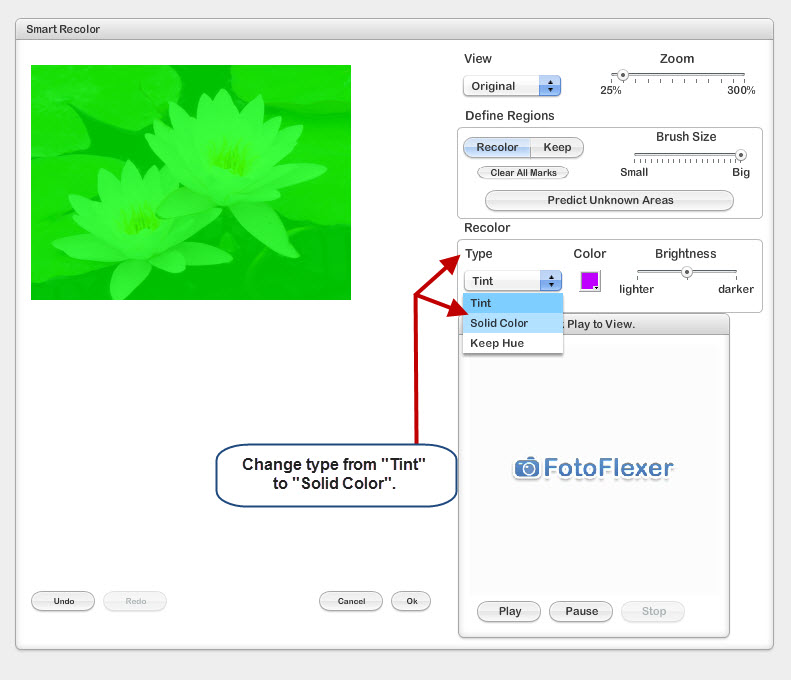 Smart Recolor
View
Zoom
Original
25%
300%
Define Regions
Recolor
Keep
Brush Size
Clear All Marks
Small
Big
Predict Unknown Areas
Recolor
Type
Color
Brightness
Tint
lighter
darker
Tint
Solid Color
Play to View.
Keep Hue
Change type from "Tint"
to "Solid Color".
FotoFlexer
Undo
Redo
Cancel
Ok
Play
Pause
Stop